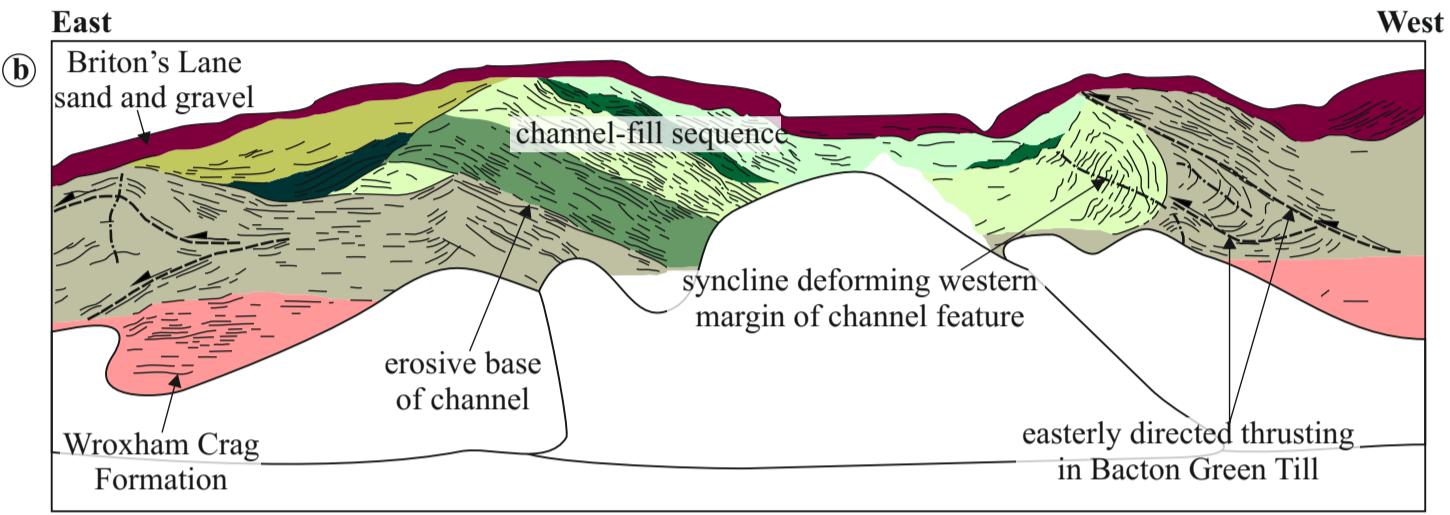 East
West
b
Briton's Lane
sand and gravel
channel-fill sequence
syncline deforming western
margin of channel feature
erosive base
of channel
Wroxham Crag
Formation
easterly directed thrusting
in Bacton Green Till